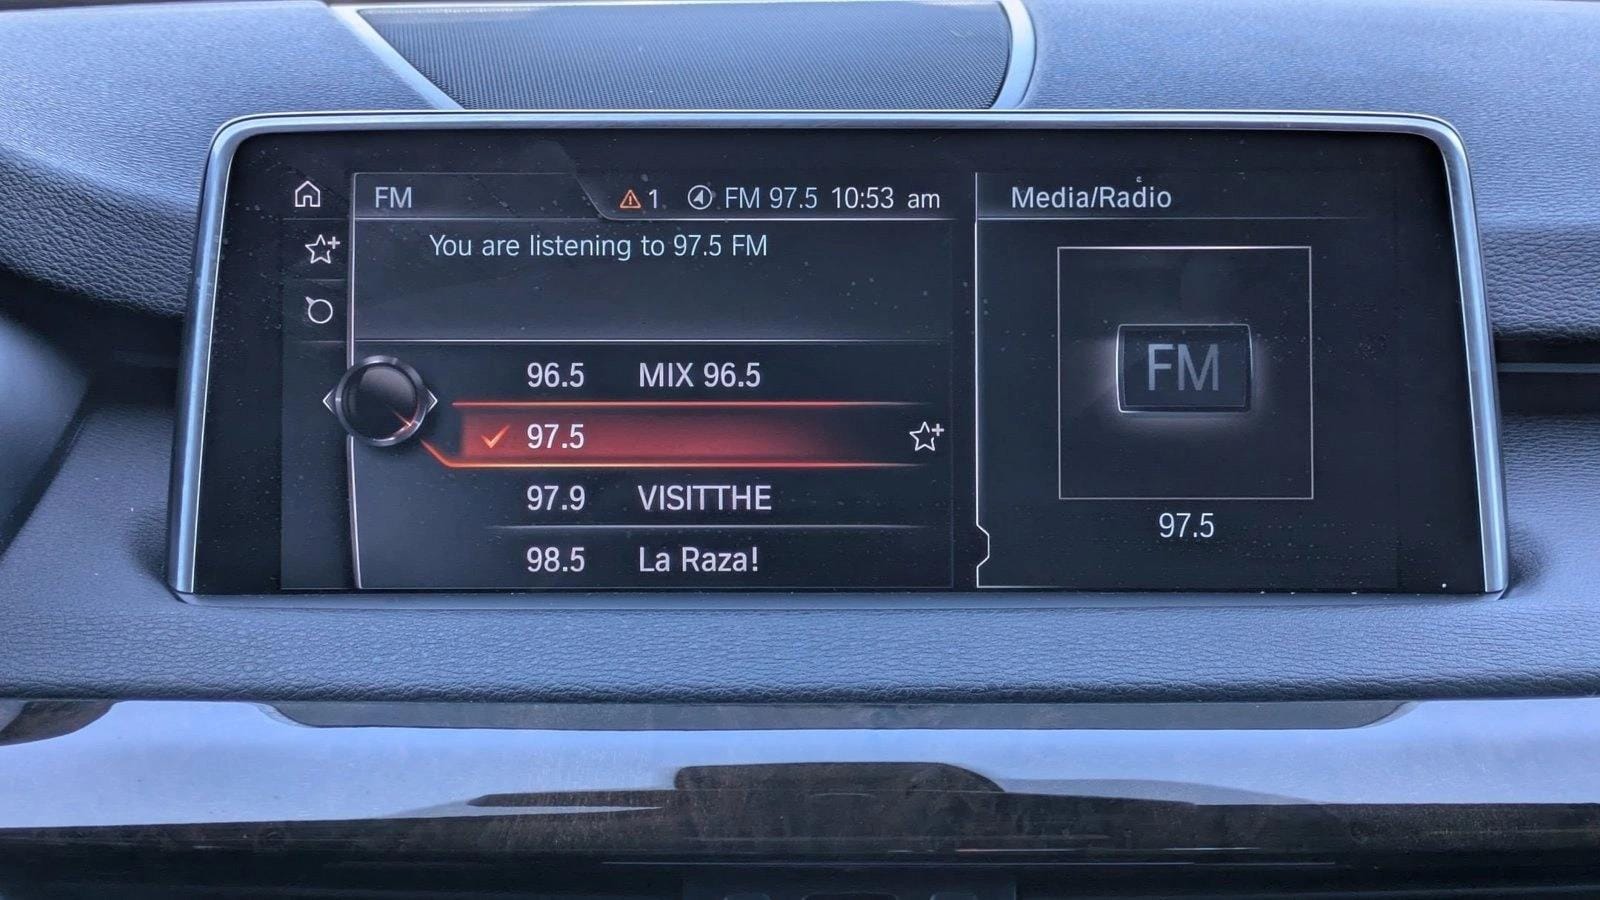 FM
1 FM 97.5 10:53 am
Media/Radio
You are listening to 97.5 FM
96.5 MIX 96.5
97.5
97.9 VISITTHE
98.5 La Raza!
FM
97.5